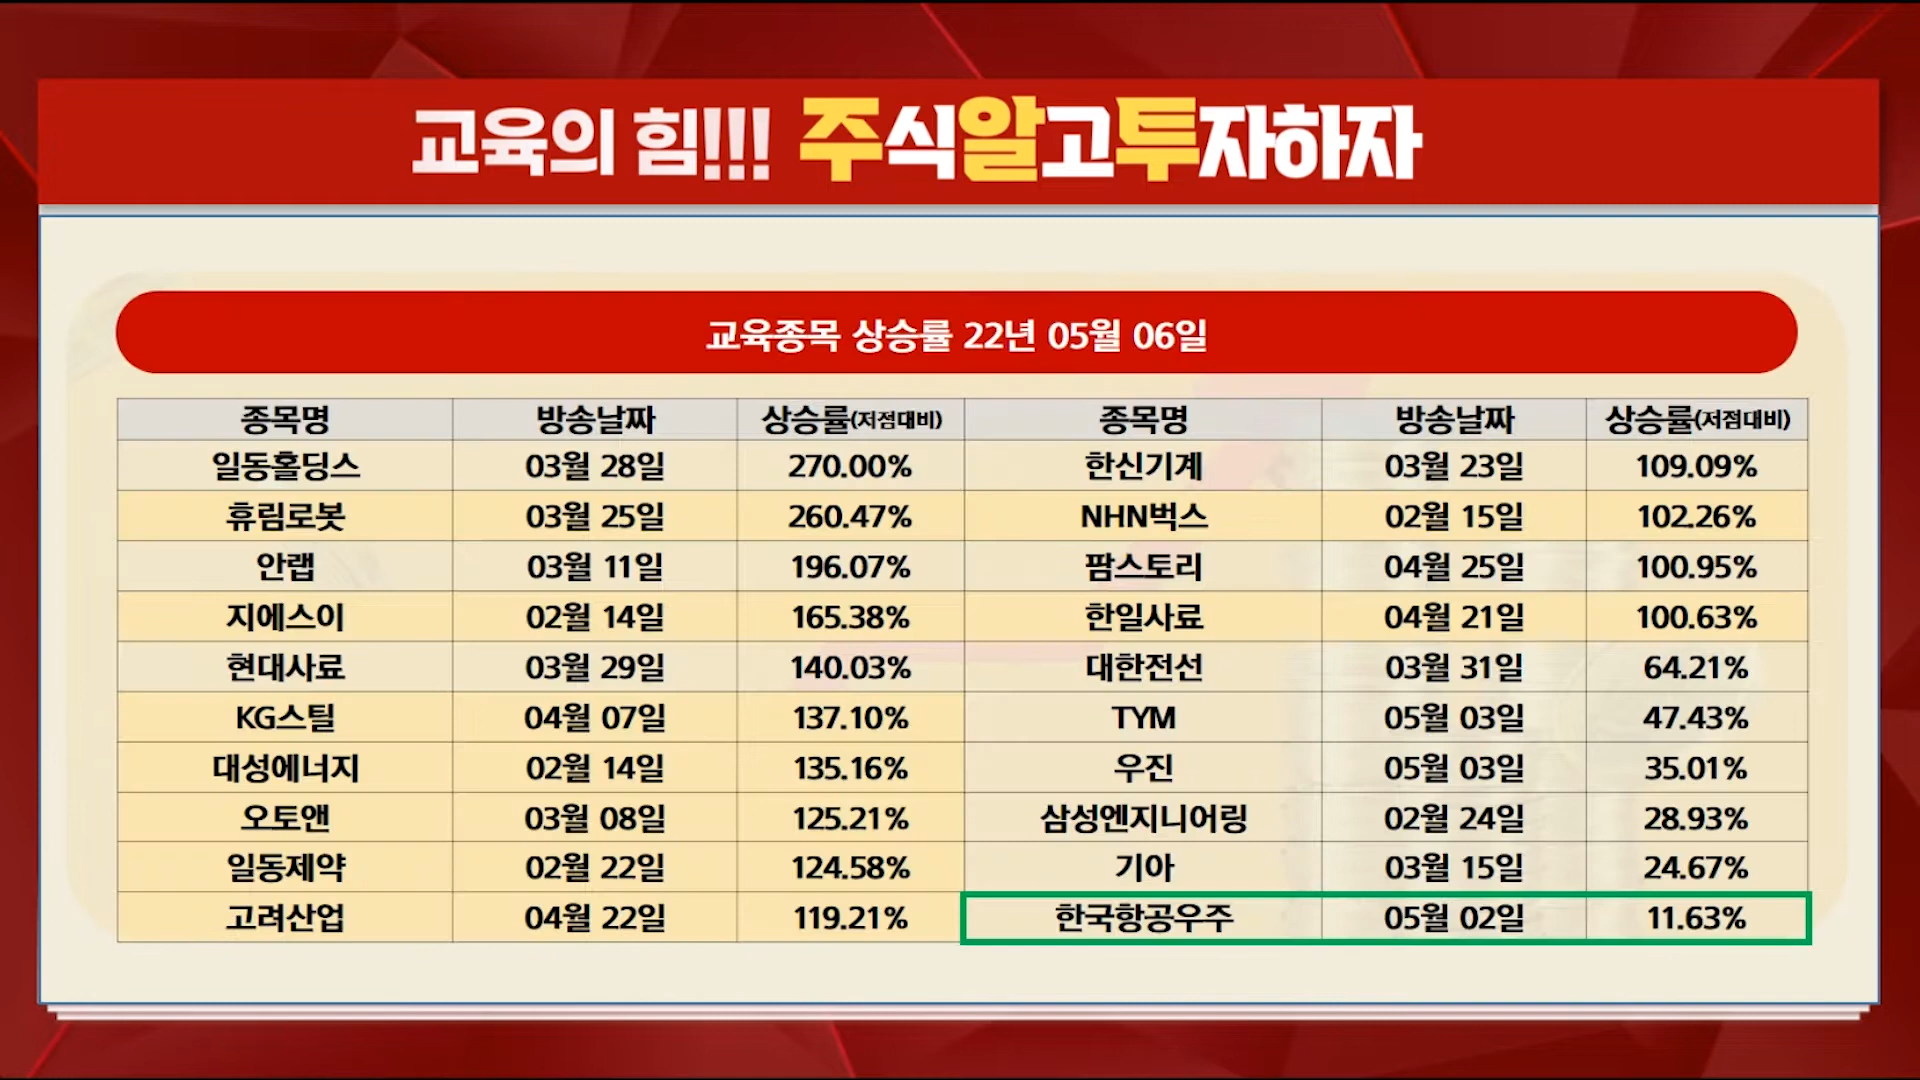 교육의 힘!!! 주식알고투자하자
교육종목 상승률 22년 05월 06일
종목명 방송날짜 상승률(저점대비) 종목명 방송날짜 상승률(저점대비)
일동홀딩스 03월 28일 270.00% 한신기계 03월 23일 109.09%
휴림로봇 03월 25일 260.47% NHN벅스 02월 15일 102.26%
안랩 03월 11일 196.07% 팜스토리 04월 25일 100.95%
지에스이 02월 14일 165.38% 한일사료 04월 21일 100.63%
현대사료 03월 29일 140.03% 대한전선 03월 31일 64.21%
KG스틸 04월 07일 137.10% TYM 05월 03일 47.43%
대성에너지 02월 14일 135.16% 우진 05월 03일 35.01%
오토앤 03월 08일 125.21% 삼성엔지니어링 02월 24일 28.93%
일동제약 02월 22일 124.58% 기아 03월 15일 24.67%
고려산업 04월 22일 119.21% 한국항공우주 05월 02일 11.63%